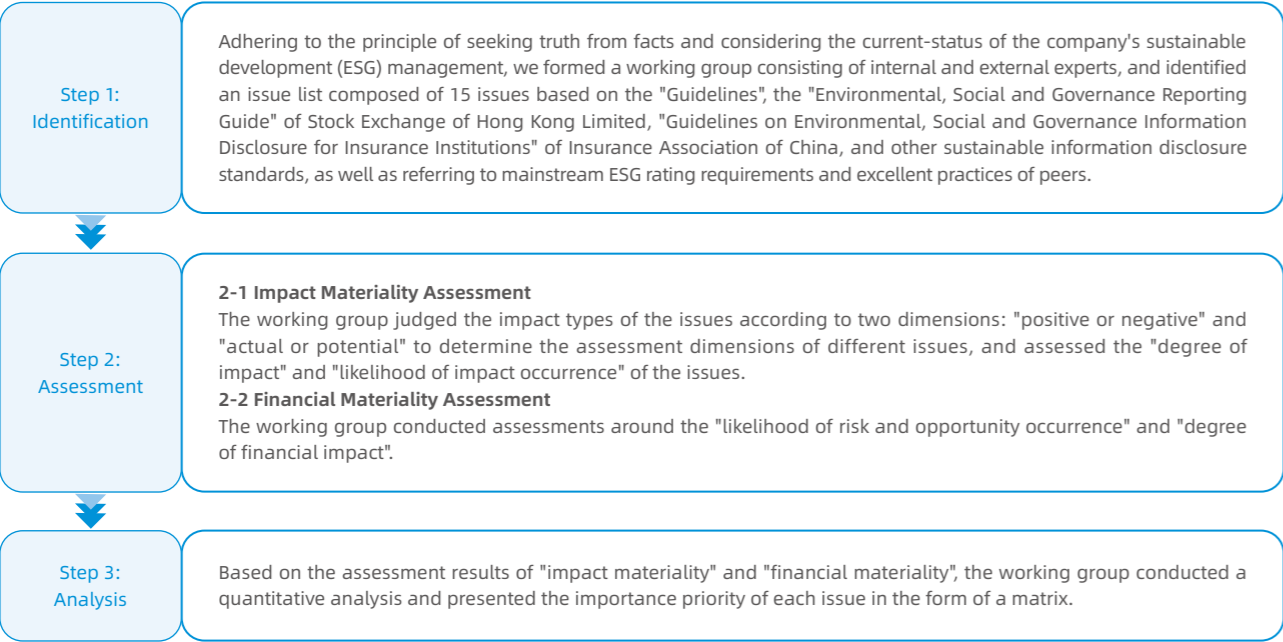 Step 1:
Identification
Adhering to the principle of seeking truth from facts and considering the current-status of the company's sustainable
development (ESG) management, we formed a working group consisting of internal and external experts, and identified
an issue list composed of 15 issues based on the "Guidelines", the "Environmental, Social and Governance Reporting
Guide" of Stock Exchange of Hong Kong Limited, "Guidelines on Environmental, Social and Governance Information
Disclosure for Insurance Institutions" of Insurance Association of China, and other sustainable information disclosure
standards, as well as referring to mainstream ESG rating requirements and excellent practices of peers.
Step 2:
Assessment
2-1 Impact Materiality Assessment
The working group judged the impact types of the issues according to two dimensions: "positive or negative" and
"actual or potential" to determine the assessment dimensions of different issues, and assessed the "degree of
impact" and "likelihood of impact occurrence" of the issues.
2-2 Financial Materiality Assessment
The working group conducted assessments around the "likelihood of risk and opportunity occurrence" and "degree
of financial impact".
Step 3:
Analysis
Based on the assessment results of "impact materiality" and "financial materiality", the working group conducted a
quantitative analysis and presented the importance priority of each issue in the form of a matrix.